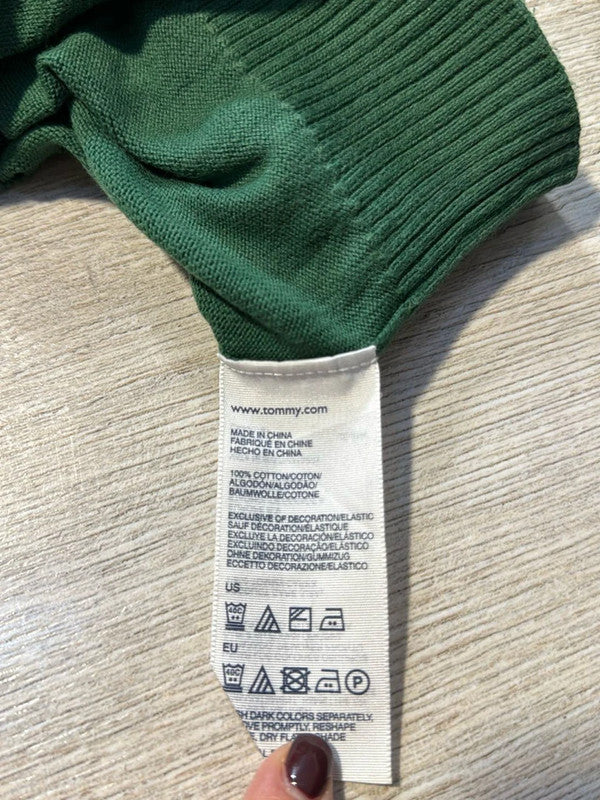 www.tommy.com
MADE IN CHINA
FABRIQUÉ EN CHINE
HECHO EN CHINA
100% COTTON/COTON/
ALGODÓN/ALGODÃO/
BAUMWOLLE/COTONE
EXCLUSIVE OF DECORATION/ELASTIC
SAUF DÉCORATION/ÉLASTIQUE
EXCLUYE LA DECORACIÓN/ELÁSTICO
EXCLUINDO DECORAÇÃO/ELÁSTICO
OHNE DEKORATION/GUMMIZUG
ECCETTO DECORAZIONE/ELASTICO
US
40C
EU
40C P
DARK COLORS SEPARATELY,
PROMPTLY, RESHAPE
DRY